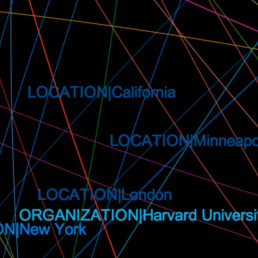 LOCATION|California
LOCATION|Minneapo
LOCATION|London
ORGANIZATION|Harvard Universit
ON|New York